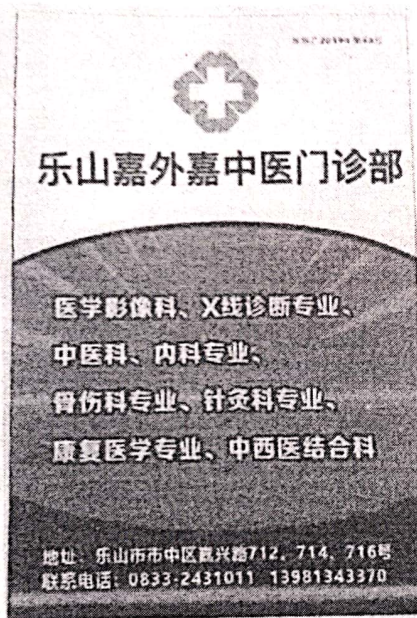 乐山嘉外嘉中医门诊部
医学影像科、X线诊断专业、
中医科、内科专业、
骨伤科专业、针灸科专业、
康复医学专业、中西医结合科
地址：乐山市市中区嘉兴路712，714，716号
联系电话：0833-2431011 13981343370